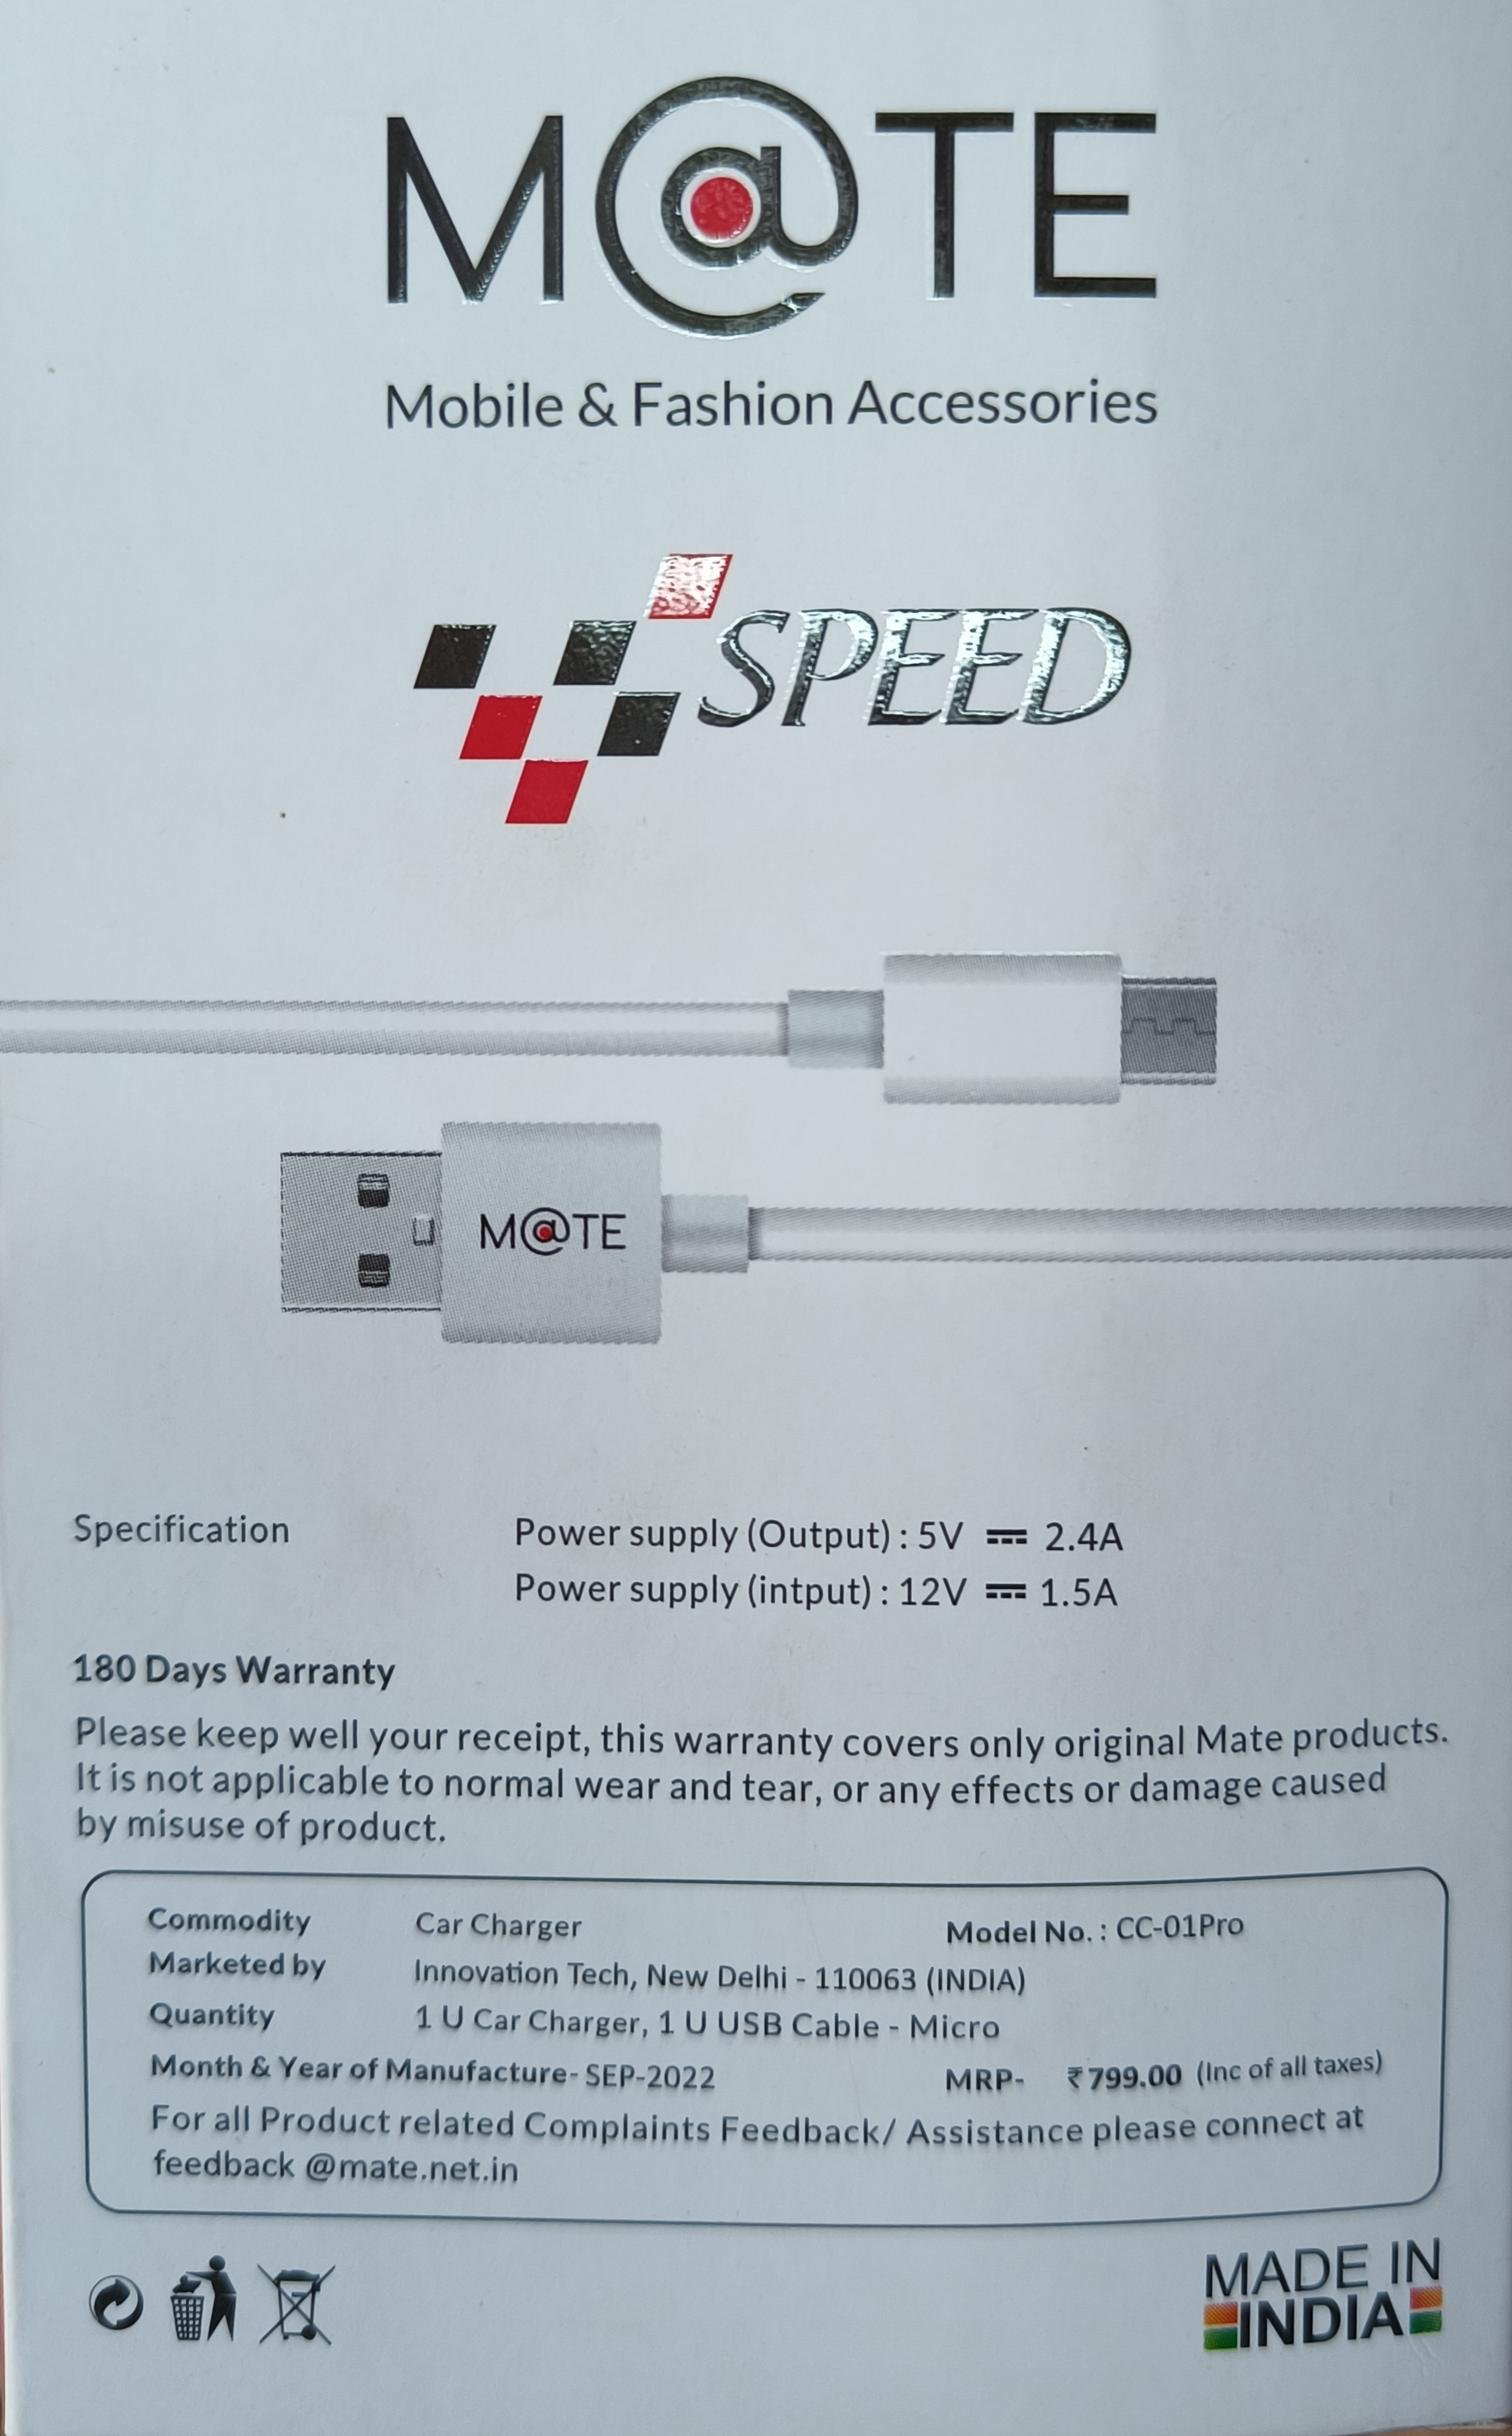 M@TE
Mobile & Fashion Accessories
SPEED
M@TE
Specification
Power supply (Output) : 5V ⎓ 2.4A
Power supply (intput) : 12V ⎓ 1.5A
180 Days Warranty
Please keep well your receipt, this warranty covers only original Mate products.
It is not applicable to normal wear and tear, or any effects or damage caused
by misuse of product.
Commodity Car Charger Model No. : CC-01Pro
Marketed by Innovation Tech, New Delhi - 110063 (INDIA)
Quantity 1 U Car Charger, 1 U USB Cable - Micro
Month & Year of Manufacture- SEP-2022 MRP- ₹799.00 (Inc of all taxes)
For all Product related Complaints Feedback/ Assistance please connect at
feedback @mate.net.in
MADE IN
INDIA